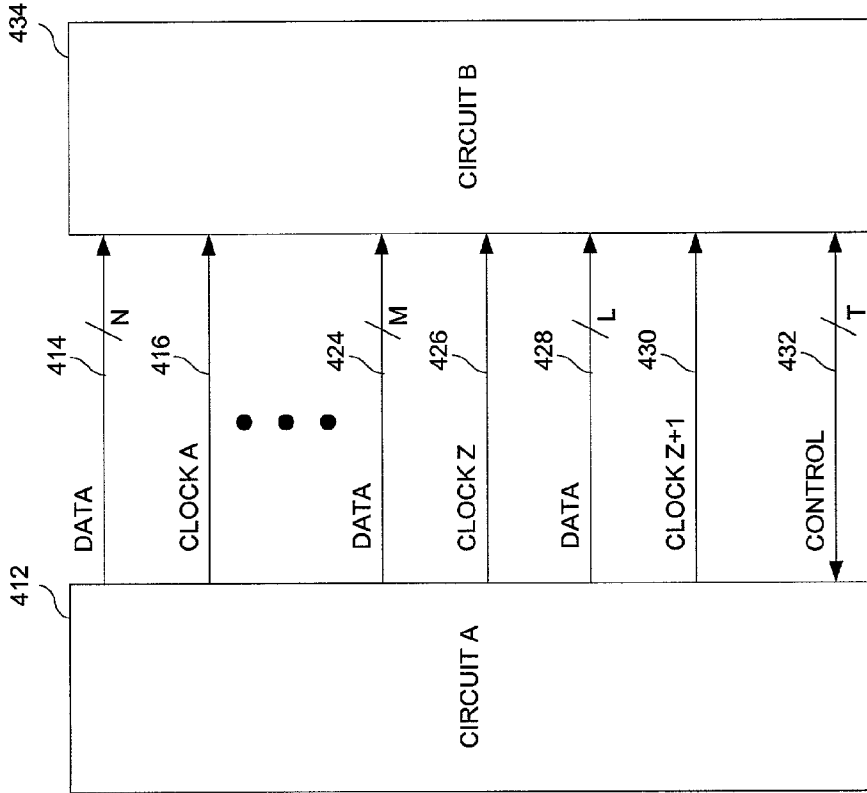 412
434
CIRCUIT A
CIRCUIT B
DATA
414
N
CLOCK A
416
DATA
424
M
CLOCK Z
426
DATA
428
L
CLOCK Z+1
430
CONTROL
432
T